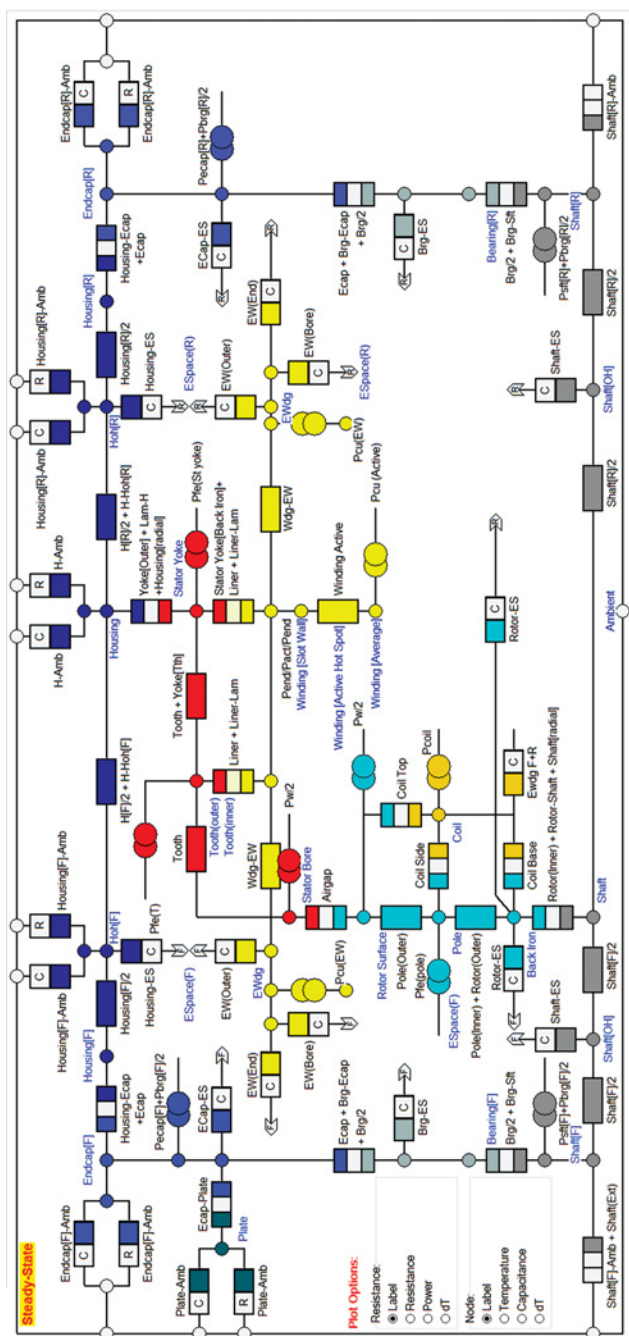 Steady-State
Endcap[F]-Amb
C
R
Endcap[F]-Amb
Plate-Amb
C
R
Plate-Amb
Ecap-Plate
Plate
Endcap[F]
Housing-Ecap
+Ecap
Housing[F]
Pecap[F]+Pbrg[F]/2
ECap-ES
C
F
Housing[F]/2
Housing[F]-Amb
C
R
Housing[F]-Amb
Hoh[F]
Housing-ES
C
F
ESpace(F)
F
C
EW(Outer)
EWdg
EW(End)
C
F
EW(Bore)
C
F
Pcu(EW)
H[F]/2 + H-Hoh[F]
Pfe(T)
Tooth
Tooth(outer)
Tooth(inner)
Liner + Liner-Lam
Tooth + Yoke[Tth]
Wdg-EW
Pw/2
Stator Bore
Airgap
H-Amb
C
R
H-Amb
Housing
Yoke[Outer] + Lam-H
+Housing[radial]
Stator Yoke
Pfe(St yoke)
Stator Yoke[Back Iron]+
Liner + Liner-Lam
Pend/Pact/Pend
Winding [Slot Wall]
Winding Active
Winding [Active Hot Spot]
Winding [Average]
Pcu (Active)
H[R]/2 + H-Hoh[R]
Wdg-EW
Housing[R]-Amb
C
R
Housing[R]-Amb
Hoh[R]
Housing-ES
C
R
ESpace(R)
R
C
EW(Outer)
EWdg
EW(End)
C
R
EW(Bore)
C
R
ESpace(R)
Pcu(EW)
Housing[R]/2
Housing[R]
Housing-Ecap
+Ecap
Endcap[R]
Endcap[R]-Amb
C
R
Endcap[R]-Amb
Pecap[R]+Pbrg[R]/2
ECap-ES
C
R
Ecap + Brg-Ecap
+ Brg/2
Brg-ES
C
F
Bearing[F]
Brg/2 + Brg-Sft
Psft[F]+Pbrg[F]/2
Shaft[F]
Shaft[F]-Amb + Shaft(Ext)
Shaft[F]/2
Shaft[OH]
Shaft-ES
C
F
Shaft[F]/2
Rotor Surface
Pole(Outer)
Pfe(pole)
ESpace(F)
Pole
Pole(Inner) + Rotor(Outer)
Rotor-ES
C
F
Back Iron
Rotor(Inner) + Rotor-Shaft + Shaft[radial]
Shaft
Pw/2
Coil Top
Coil Side
Pcoil
Coil
Coil Base
C
Ewdg F+R
Rotor-ES
C
R
Ambient
Shaft[R]/2
Shaft[OH]
Shaft-ES
C
R
Shaft[R]/2
Ecap + Brg-Ecap
+ Brg/2
Brg-ES
C
R
Bearing[R]
Brg/2 + Brg-Sft
Psft[R]+Pbrg[R]/2
Shaft[R]
Shaft[R]-Amb
Plot Options:
Resistance:
Label
Resistance
Power
dT
Node:
Label
Temperature
Capacitance
dT